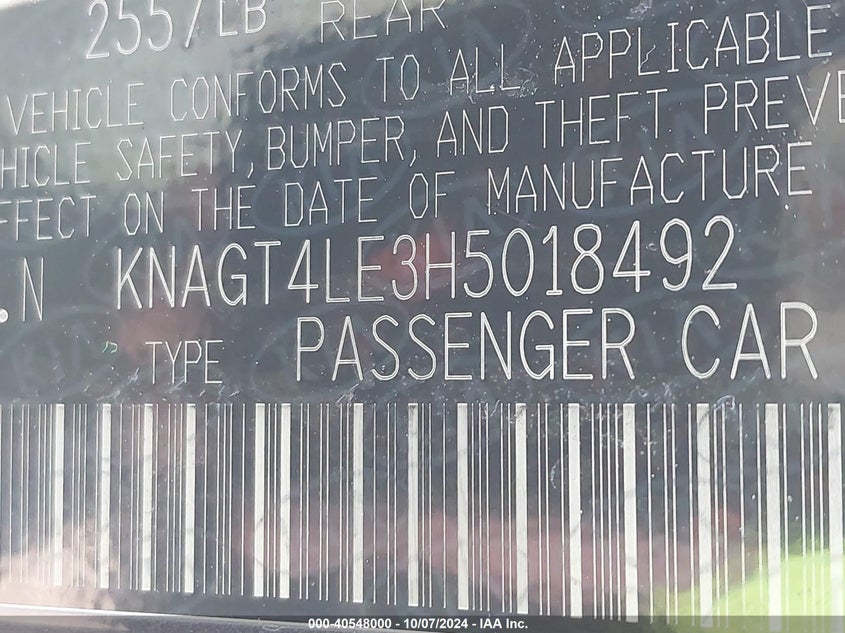 2557LB REAR
VEHICLE CONFORMS TO ALL APPLICABLE
HICLE SAFETY, BUMPER, AND THEFT PREVE
FFECT ON THE DATE OF MANUFACTURE
.N KNAGT4LE3H5018492
TYPE PASSENGER CAR
000-40548000 - 10/07/2024 - IAA Inc.